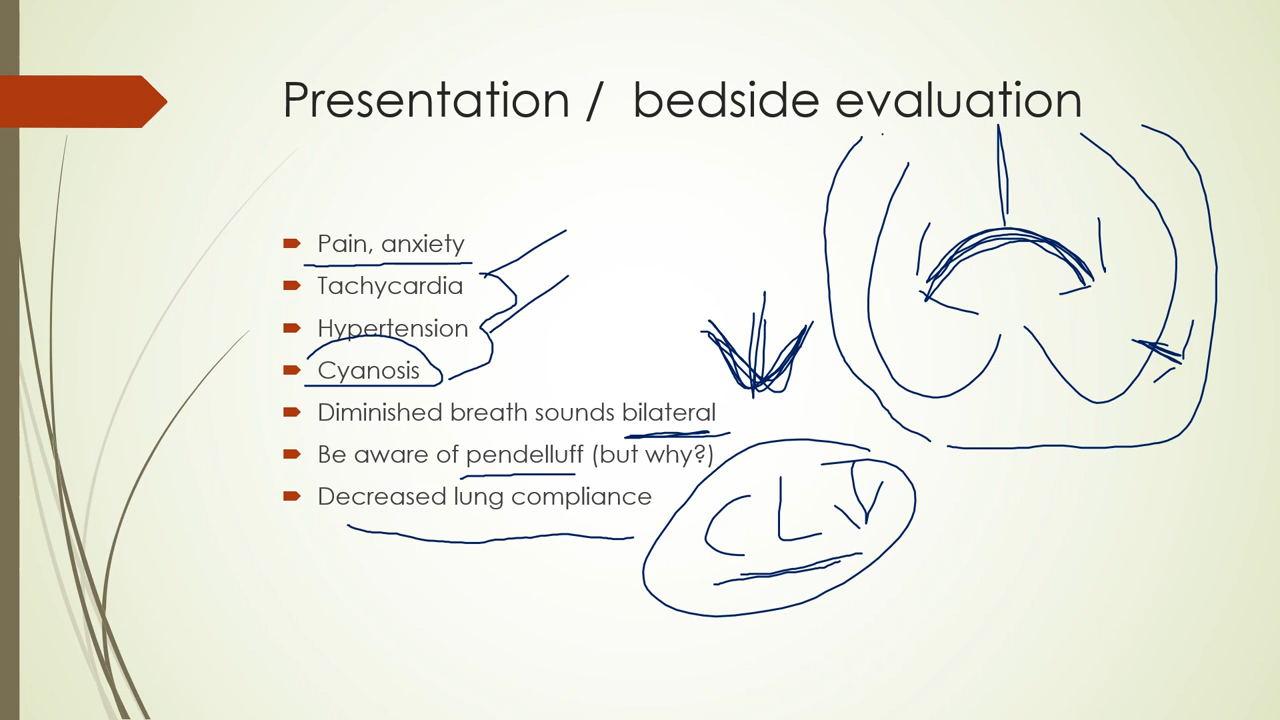 Presentation / bedside evaluation
Pain, anxiety
Tachycardia
Hypertension
Cyanosis
Diminished breath sounds bilateral
Be aware of pendelluff (but why?)
Decreased lung compliance
CL